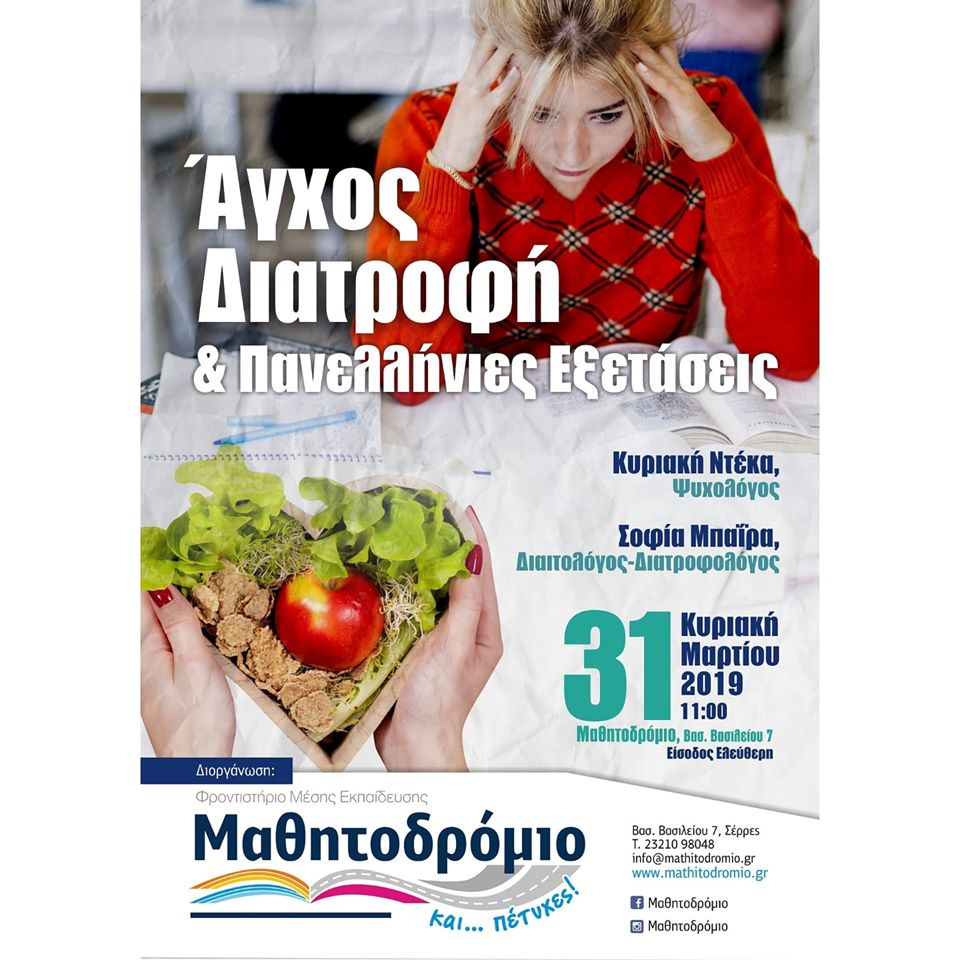 Άγχος
Διατροφή
& Πανελλήνιες Εξετάσεις
Κυριακή Ντέκα,
Ψυχολόγος
Σοφία Μπαΐρα,
Διαιτολόγος-Διατροφολόγος
31 Κυριακή
Μαρτίου
2019
11:00
Μαθητοδρόμιο, Βασ. Βασιλείου 7
Είσοδος Ελεύθερη
Διοργάνωση:
Φροντιστήριο Μέσης Εκπαίδευσης
Μαθητοδρόμιο
και... πέτυχες!
Βασ. Βασιλείου 7, Σέρρες
Τ. 23210 98048
info@mathitodromio.gr
www.mathitodromio.gr
Μαθητοδρόμιο
Μαθητοδρόμιο